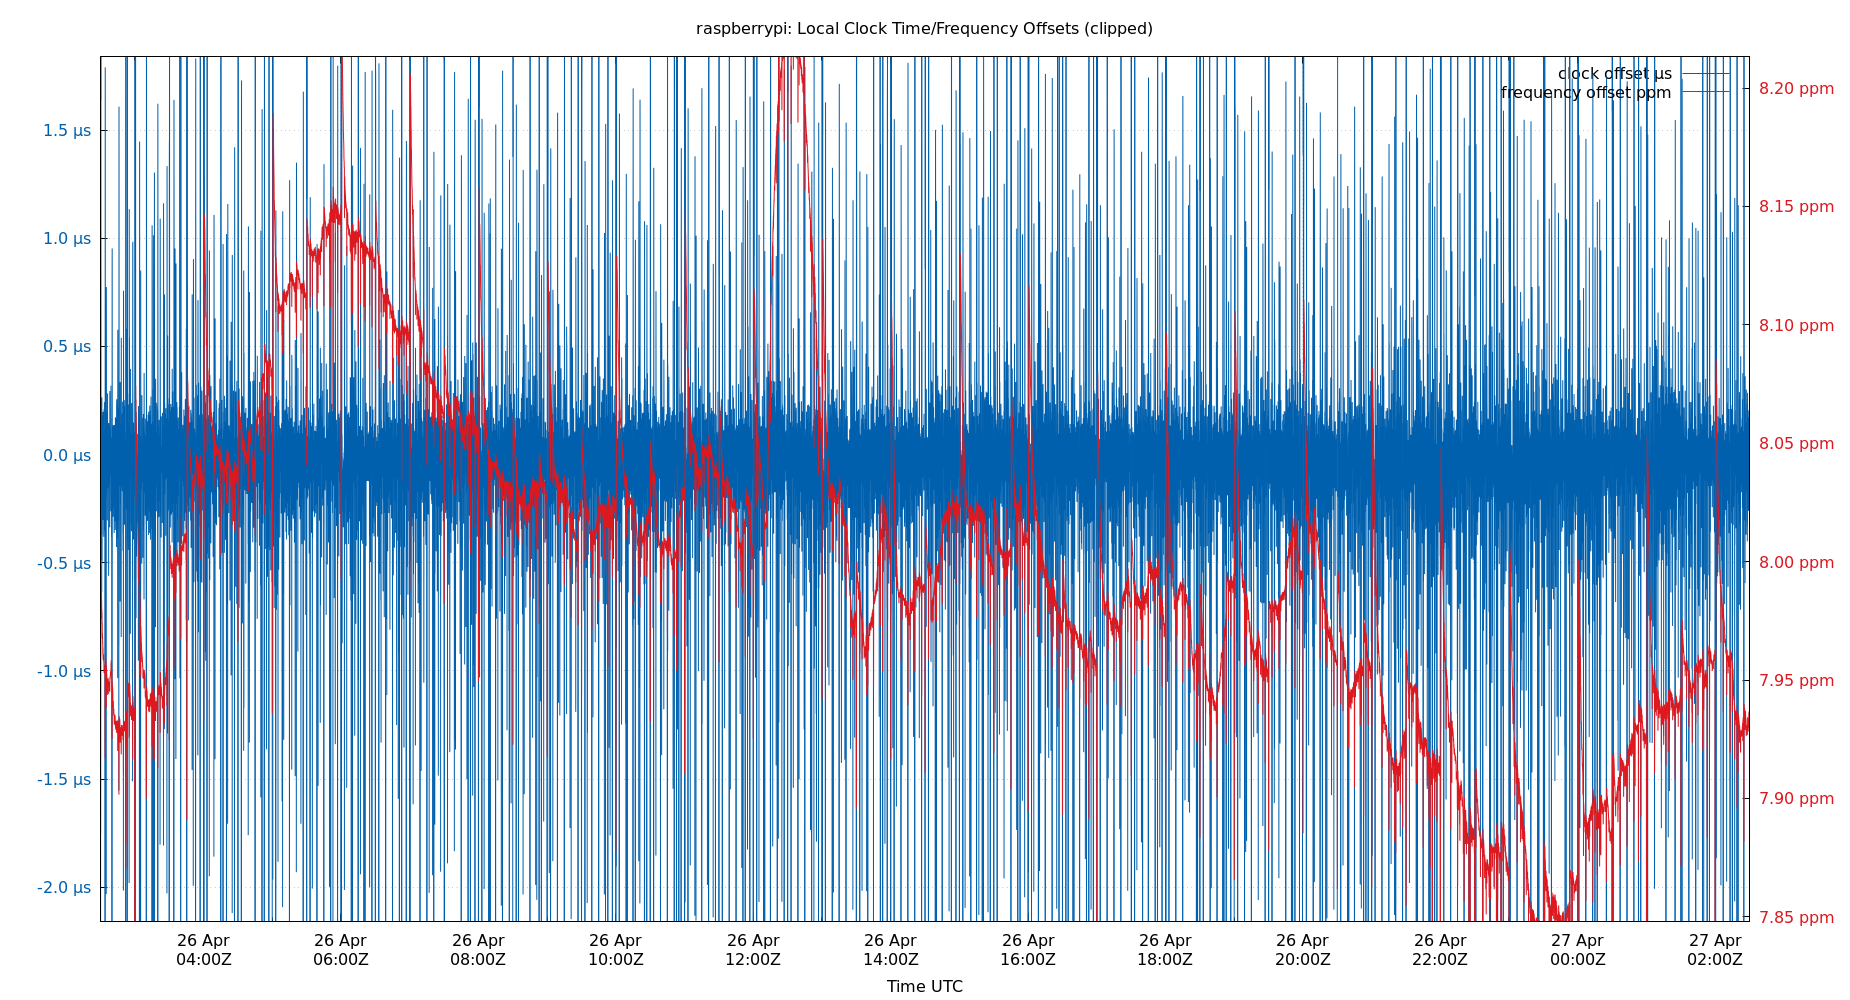 raspberrypi: Local Clock Time/Frequency Offsets (clipped)
clock offset µs
frequency offset ppm
1.5 µs
1.0 µs
0.5 µs
0.0 µs
-0.5 µs
-1.0 µs
-1.5 µs
-2.0 µs
8.20 ppm
8.15 ppm
8.10 ppm
8.05 ppm
8.00 ppm
7.95 ppm
7.90 ppm
7.85 ppm
26 Apr 26 Apr 26 Apr 26 Apr 26 Apr 26 Apr 26 Apr 26 Apr 26 Apr 26 Apr 27 Apr 27 Apr
04:00Z 06:00Z 08:00Z 10:00Z 12:00Z 14:00Z 16:00Z 18:00Z 20:00Z 22:00Z 00:00Z 02:00Z
Time UTC